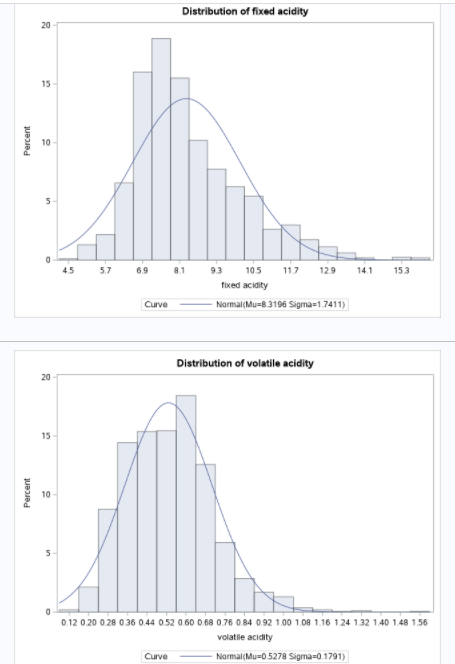 Distribution of fixed acidity
20
15
10
5
0
Percent
4.5 5.7 6.9 8.1 9.3 10.5 11.7 12.9 14.1 15.3
fixed acidity
Curve Normal(Mu=8.3196 Sigma=1.7411)
Distribution of volatile acidity
20
15
10
5
0
Percent
0.12 0.20 0.28 0.36 0.44 0.52 0.60 0.68 0.76 0.84 0.92 1.00 1.08 1.16 1.24 1.32 1.40 1.48 1.56
volatile acidity
Curve Normal(Mu=0.5278 Sigma=0.1791)